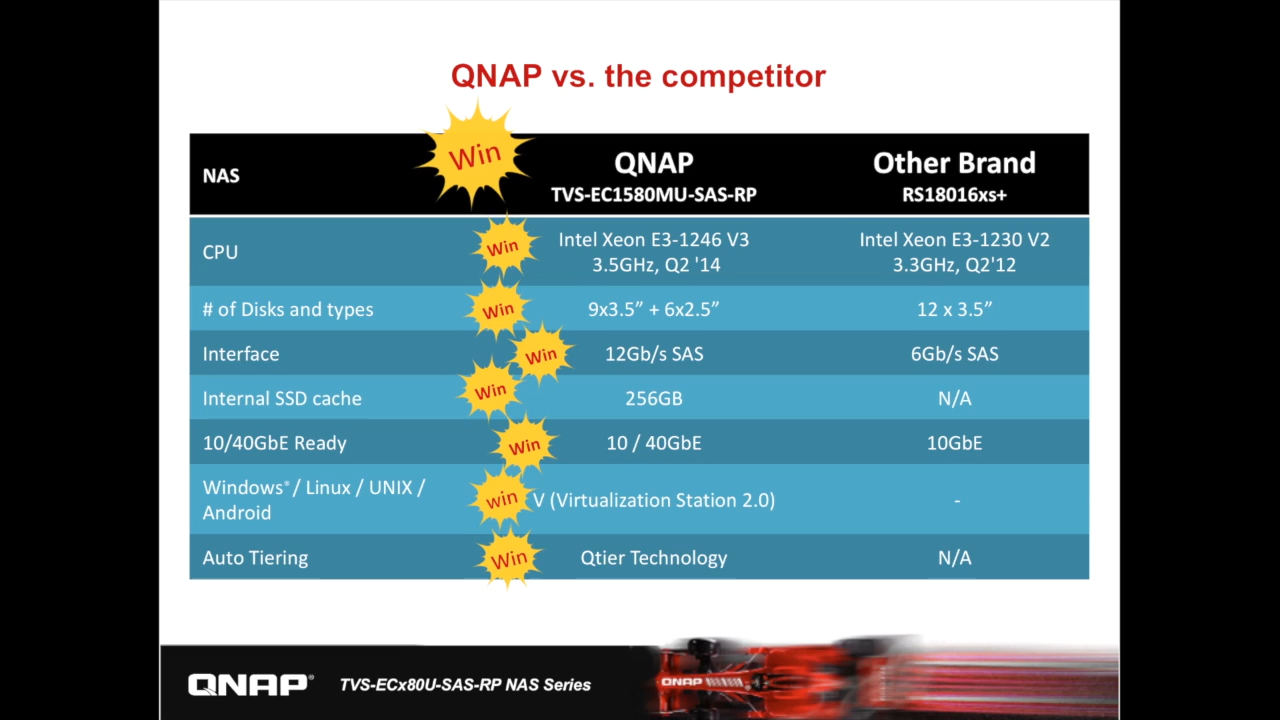 QNAP vs. the competitor
NAS
Win
QNAP
TVS-EC1580MU-SAS-RP
Other Brand
RS18016xs+
CPU
Win
Intel Xeon E3-1246 V3
3.5GHz, Q2 '14
Intel Xeon E3-1230 V2
3.3GHz, Q2'12
# of Disks and types
Win
9x3.5” + 6x2.5”
12 x 3.5”
Interface
Win
12Gb/s SAS
6Gb/s SAS
Internal SSD cache
Win
256GB
N/A
10/40GbE Ready
Win
10 / 40GbE
10GbE
Windows® / Linux / UNIX /
Android
win
V (Virtualization Station 2.0)
-
Auto Tiering
Win
Qtier Technology
N/A
QNAP®
TVS-ECx80U-SAS-RP NAS Series
QNAP